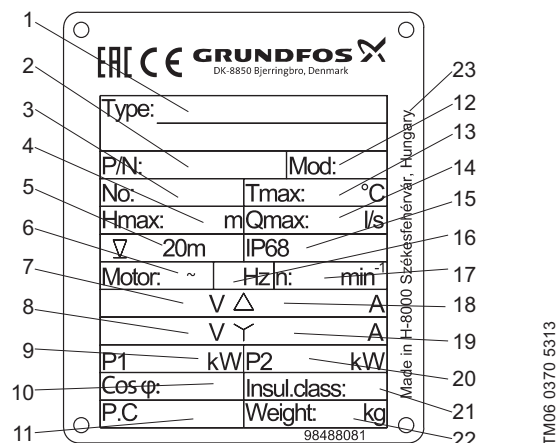 1
2
3
4
5
6
7
8
9
10
11
EAC CE GRUNDFOS
DK-8850 Bjerringbro, Denmark
Type:
P/N: Mod:
No: Tmax: °C
Hmax: m Qmax: l/s
20m IP68
Motor: ~ Hz n: min⁻¹
V △ A
V Y A
P1 kW P2 kW
Cos φ: Insul.class:
P.C Weight: kg
98488081
Made in H-8000 Székesfehérvár, Hungary
23
12
13
14
15
16
17
18
19
20
21
22
TM06 0370 5313